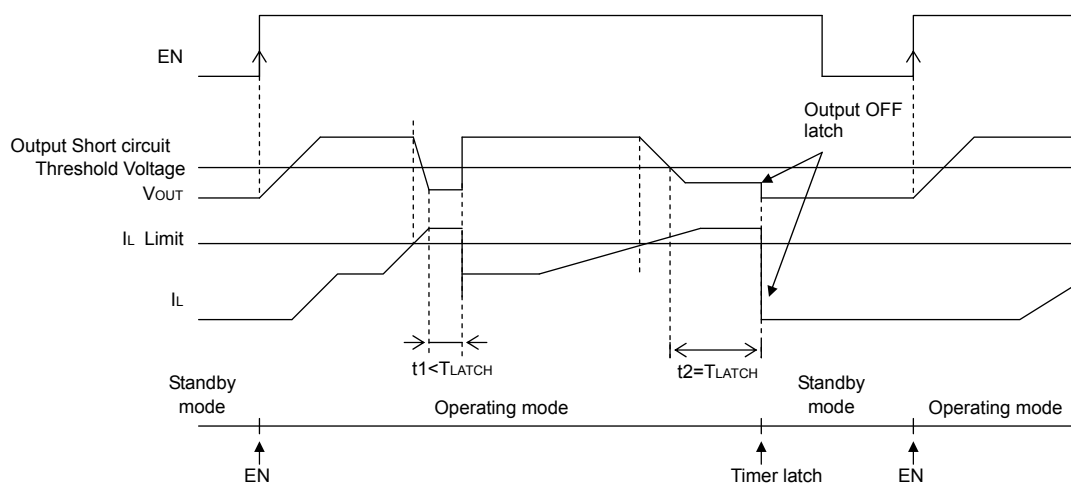 EN
Output OFF
latch
Output Short circuit
Threshold Voltage
VOUT
IL Limit
IL
t1<TLATCH
t2=TLATCH
Standby
mode
Operating mode
Standby
mode
Operating mode
EN
Timer latch
EN